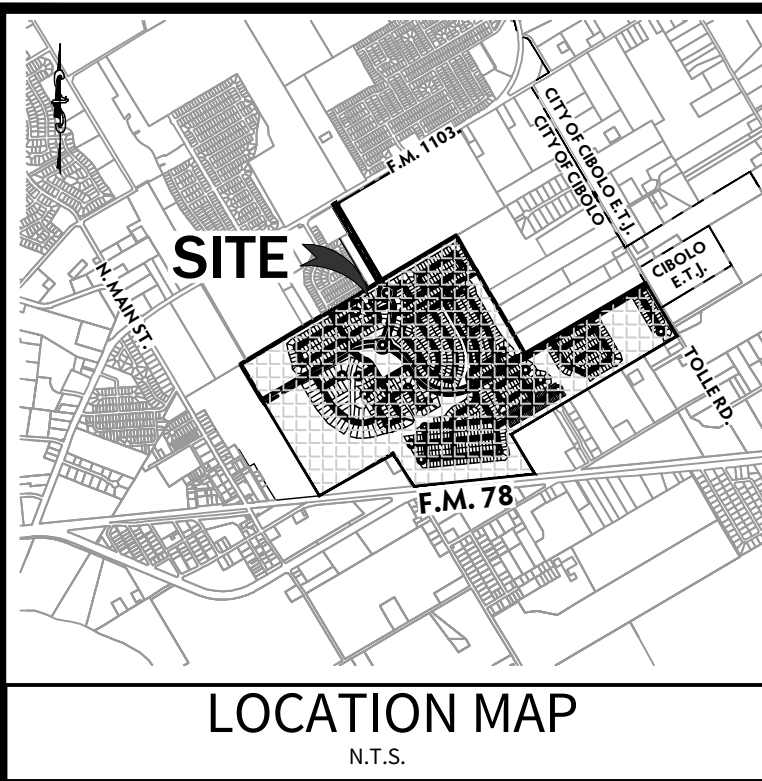 F.M. 1103
CITY OF CIBOLO E.T.J.
CITY OF CIBOLO
SITE
CIBOLO
E.T.J.
N. MAIN ST.
TOLLE RD.
F.M. 78
LOCATION MAP
N.T.S.